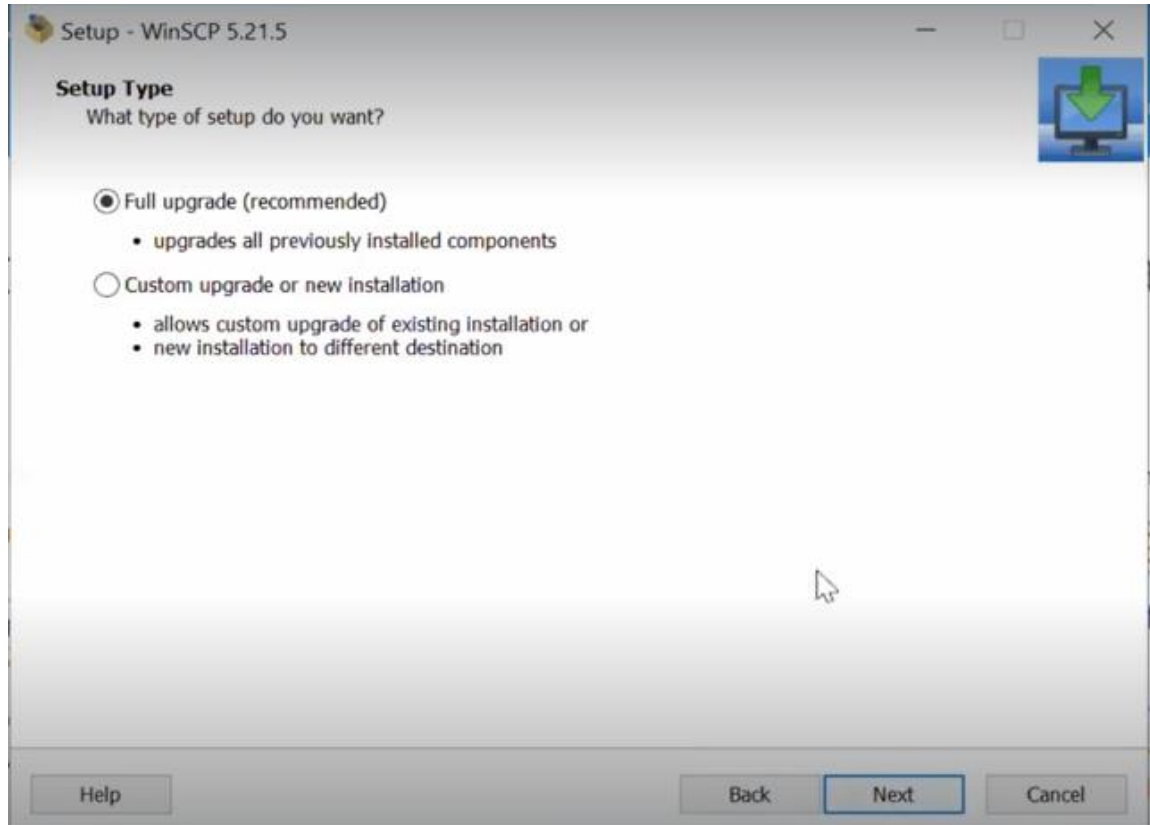 Setup - WinSCP 5.21.5
Setup Type
What type of setup do you want?
Full upgrade (recommended)
• upgrades all previously installed components
Custom upgrade or new installation
• allows custom upgrade of existing installation or
• new installation to different destination
Help
Back
Next
Cancel